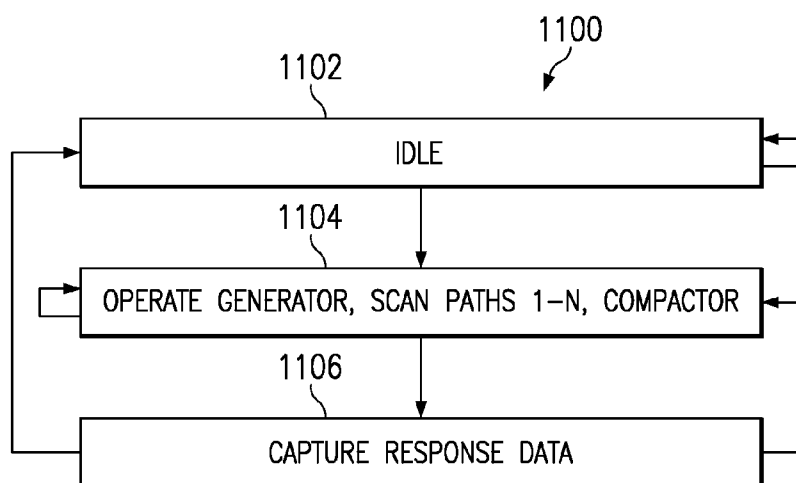 1100
1102
IDLE
1104
OPERATE GENERATOR, SCAN PATHS 1-N, COMPACTOR
1106
CAPTURE RESPONSE DATA